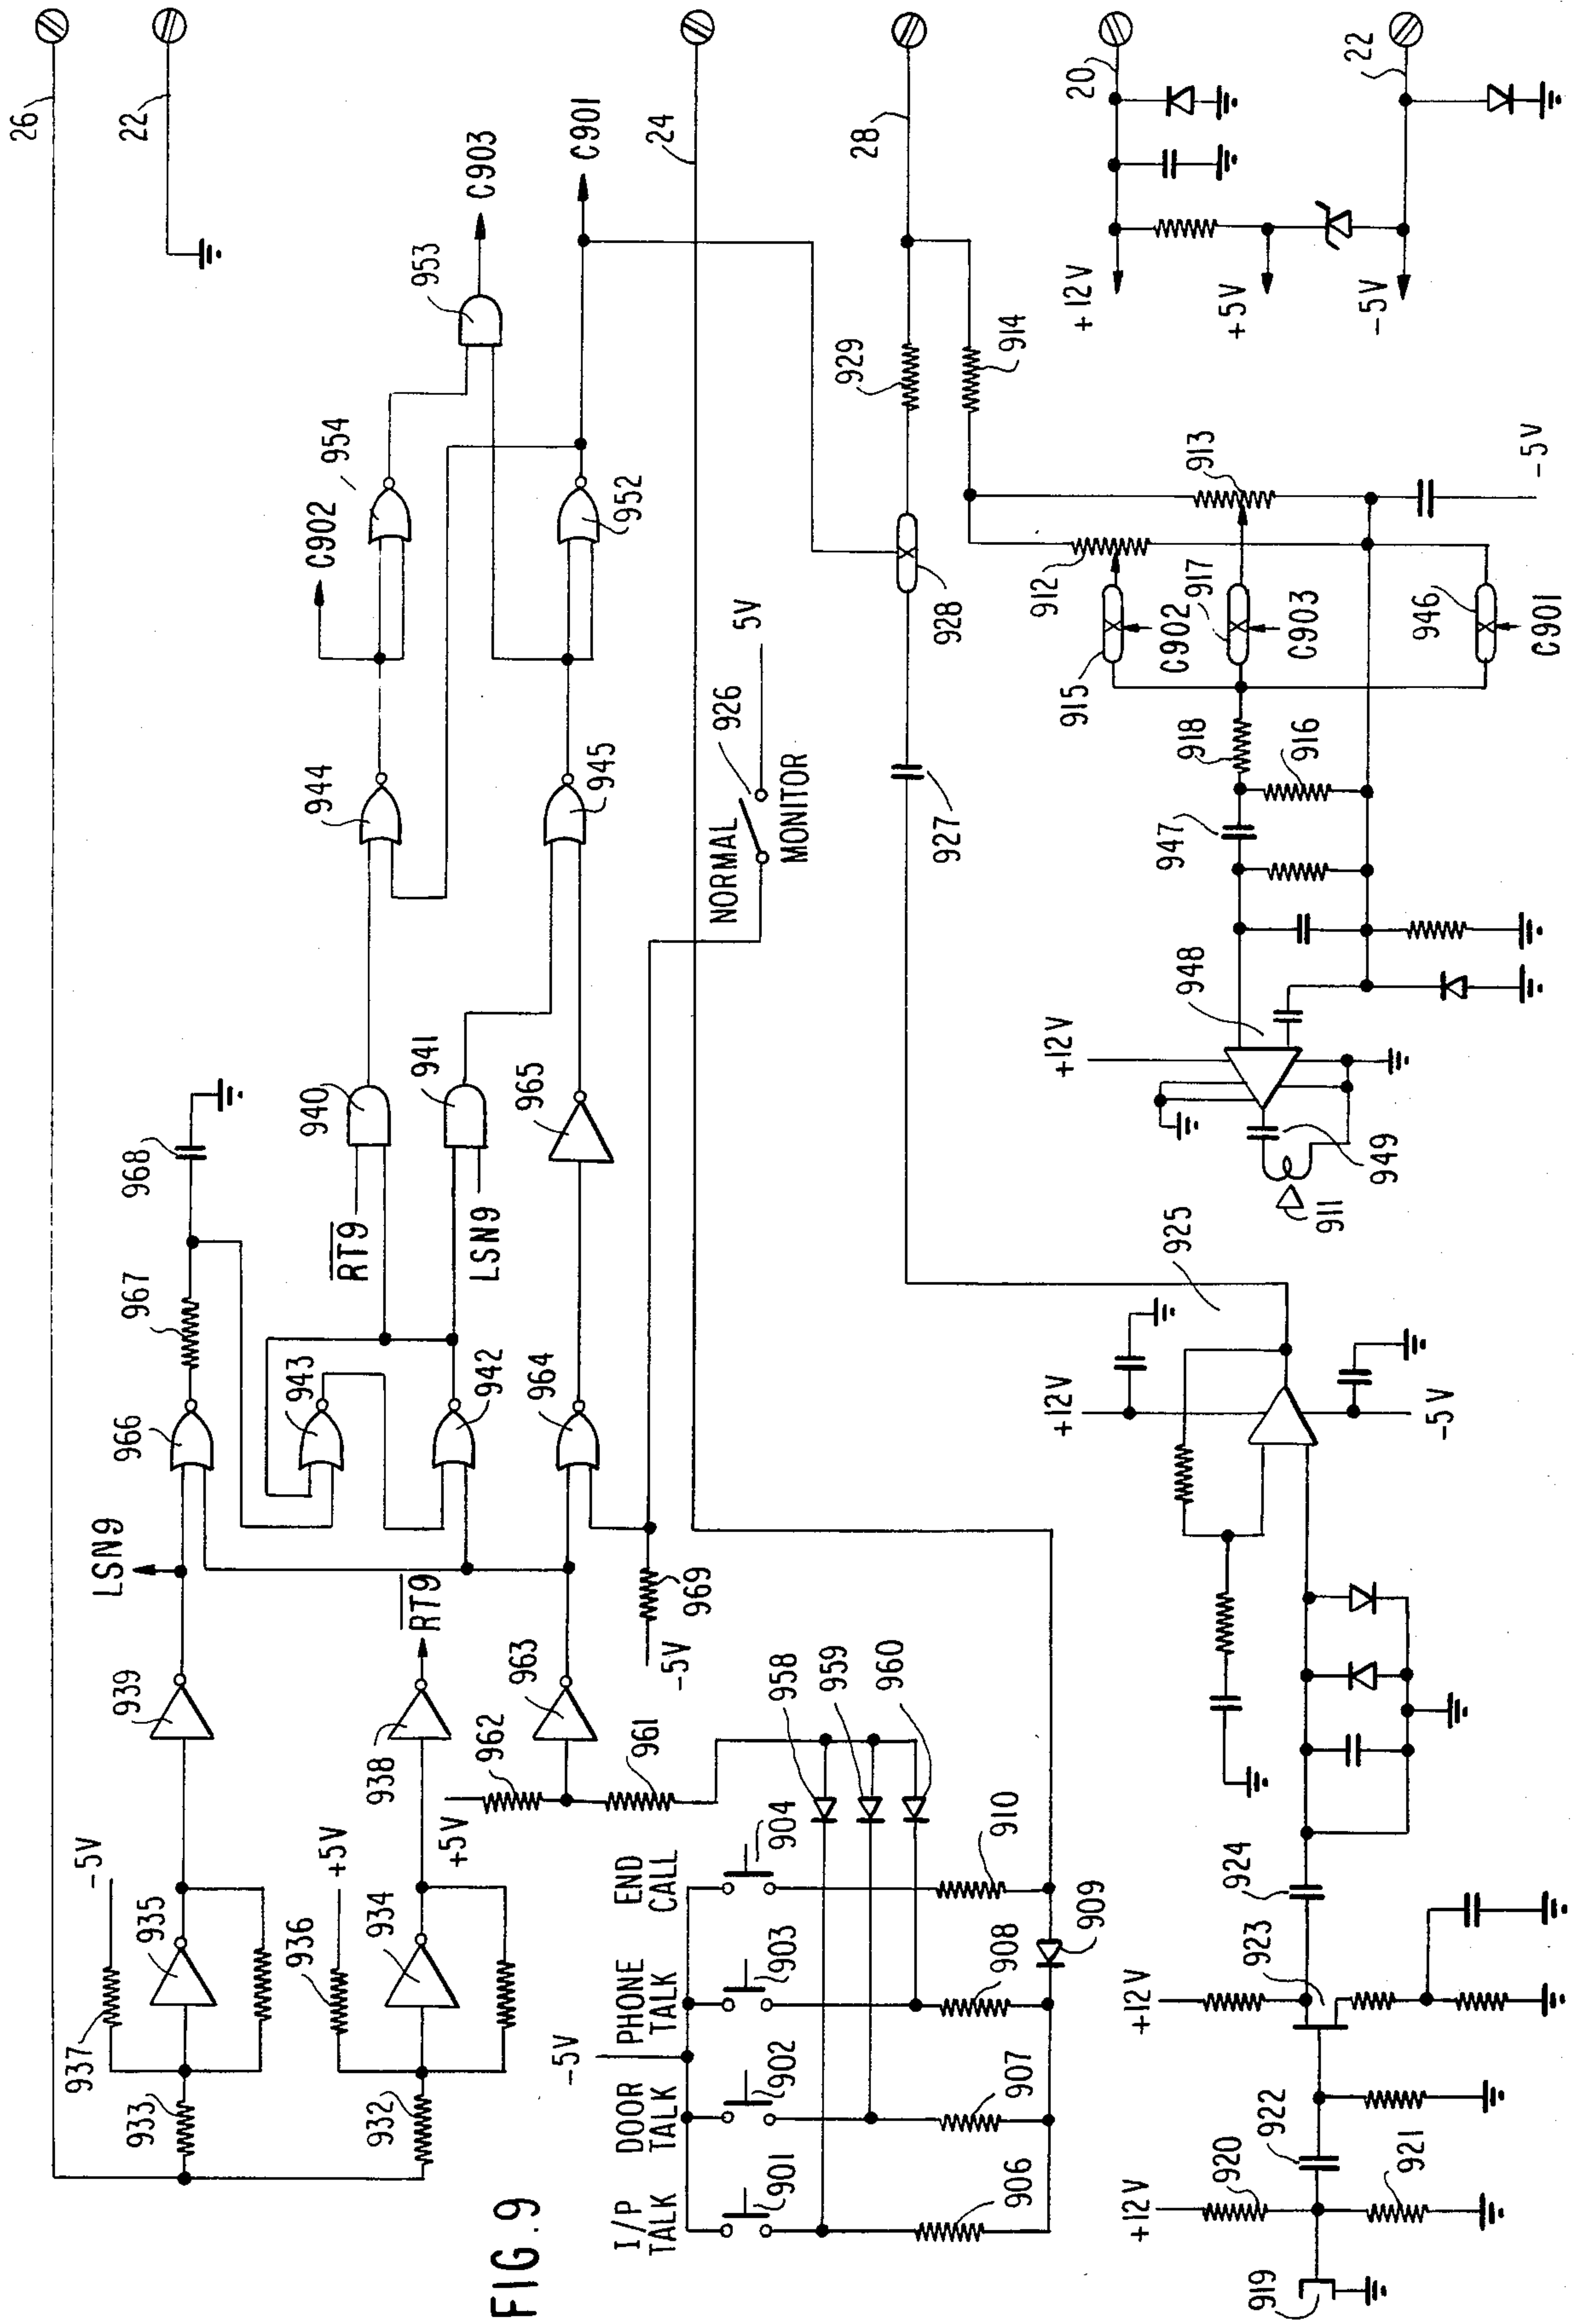 FIG.9
26
22
C903
C901
24
28
20
22
953
954
C902
952
929
914
+12V
+5V
-5V
944
945
926
5V
NORMAL
MONITOR
928
927
913
912
915
C902
917
C903
946
C901
-5V
918
916
947
948
+12V
949
911
968
967
940
941
965
RT9
LSN9
966
943
942
964
925
+12V
-5V
LSN9
RT9
939
938
963
962
961
969
-5V
958
959
960
-5V
937
935
933
+5V
936
934
932
+5V
-5V
I/P TALK
DOOR TALK
PHONE TALK
END CALL
901
902
903
904
906
907
908
909
910
924
923
+12V
922
920
921
+12V
919